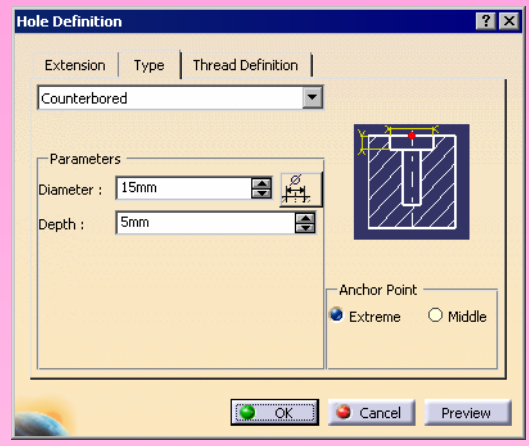 Hole Definition
Extension Type Thread Definition
Counterbored
Parameters
Diameter : 15mm
Depth : 5mm
Anchor Point
Extreme Middle
OK Cancel Preview